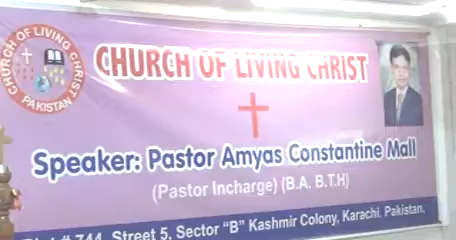 CHURCH OF LIVING CHRIST
PAKISTAN
CHURCH OF LIVING CHRIST
Speaker: Pastor Amyas Constantine Mall
(Pastor Incharge) (B.A. B.T.H)
# 744, Street 5, Sector "B" Kashmir Colony, Karachi. Pakistan.